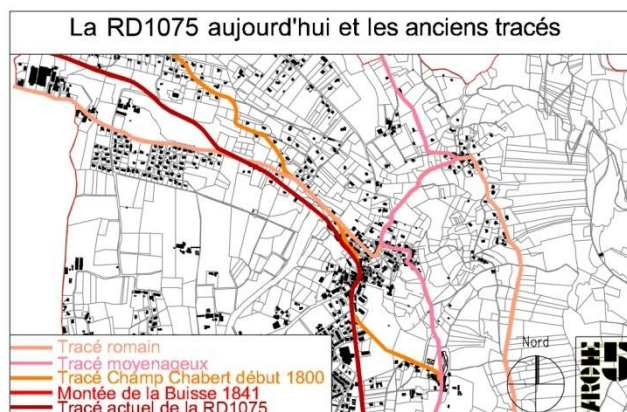 La RD1075 aujourd'hui et les anciens tracés
Tracé romain
Tracé moyenageux
Tracé Champ Chabert début 1800
Montée de la Buisse 1841
Tracé actuel de la RD1075
Nord